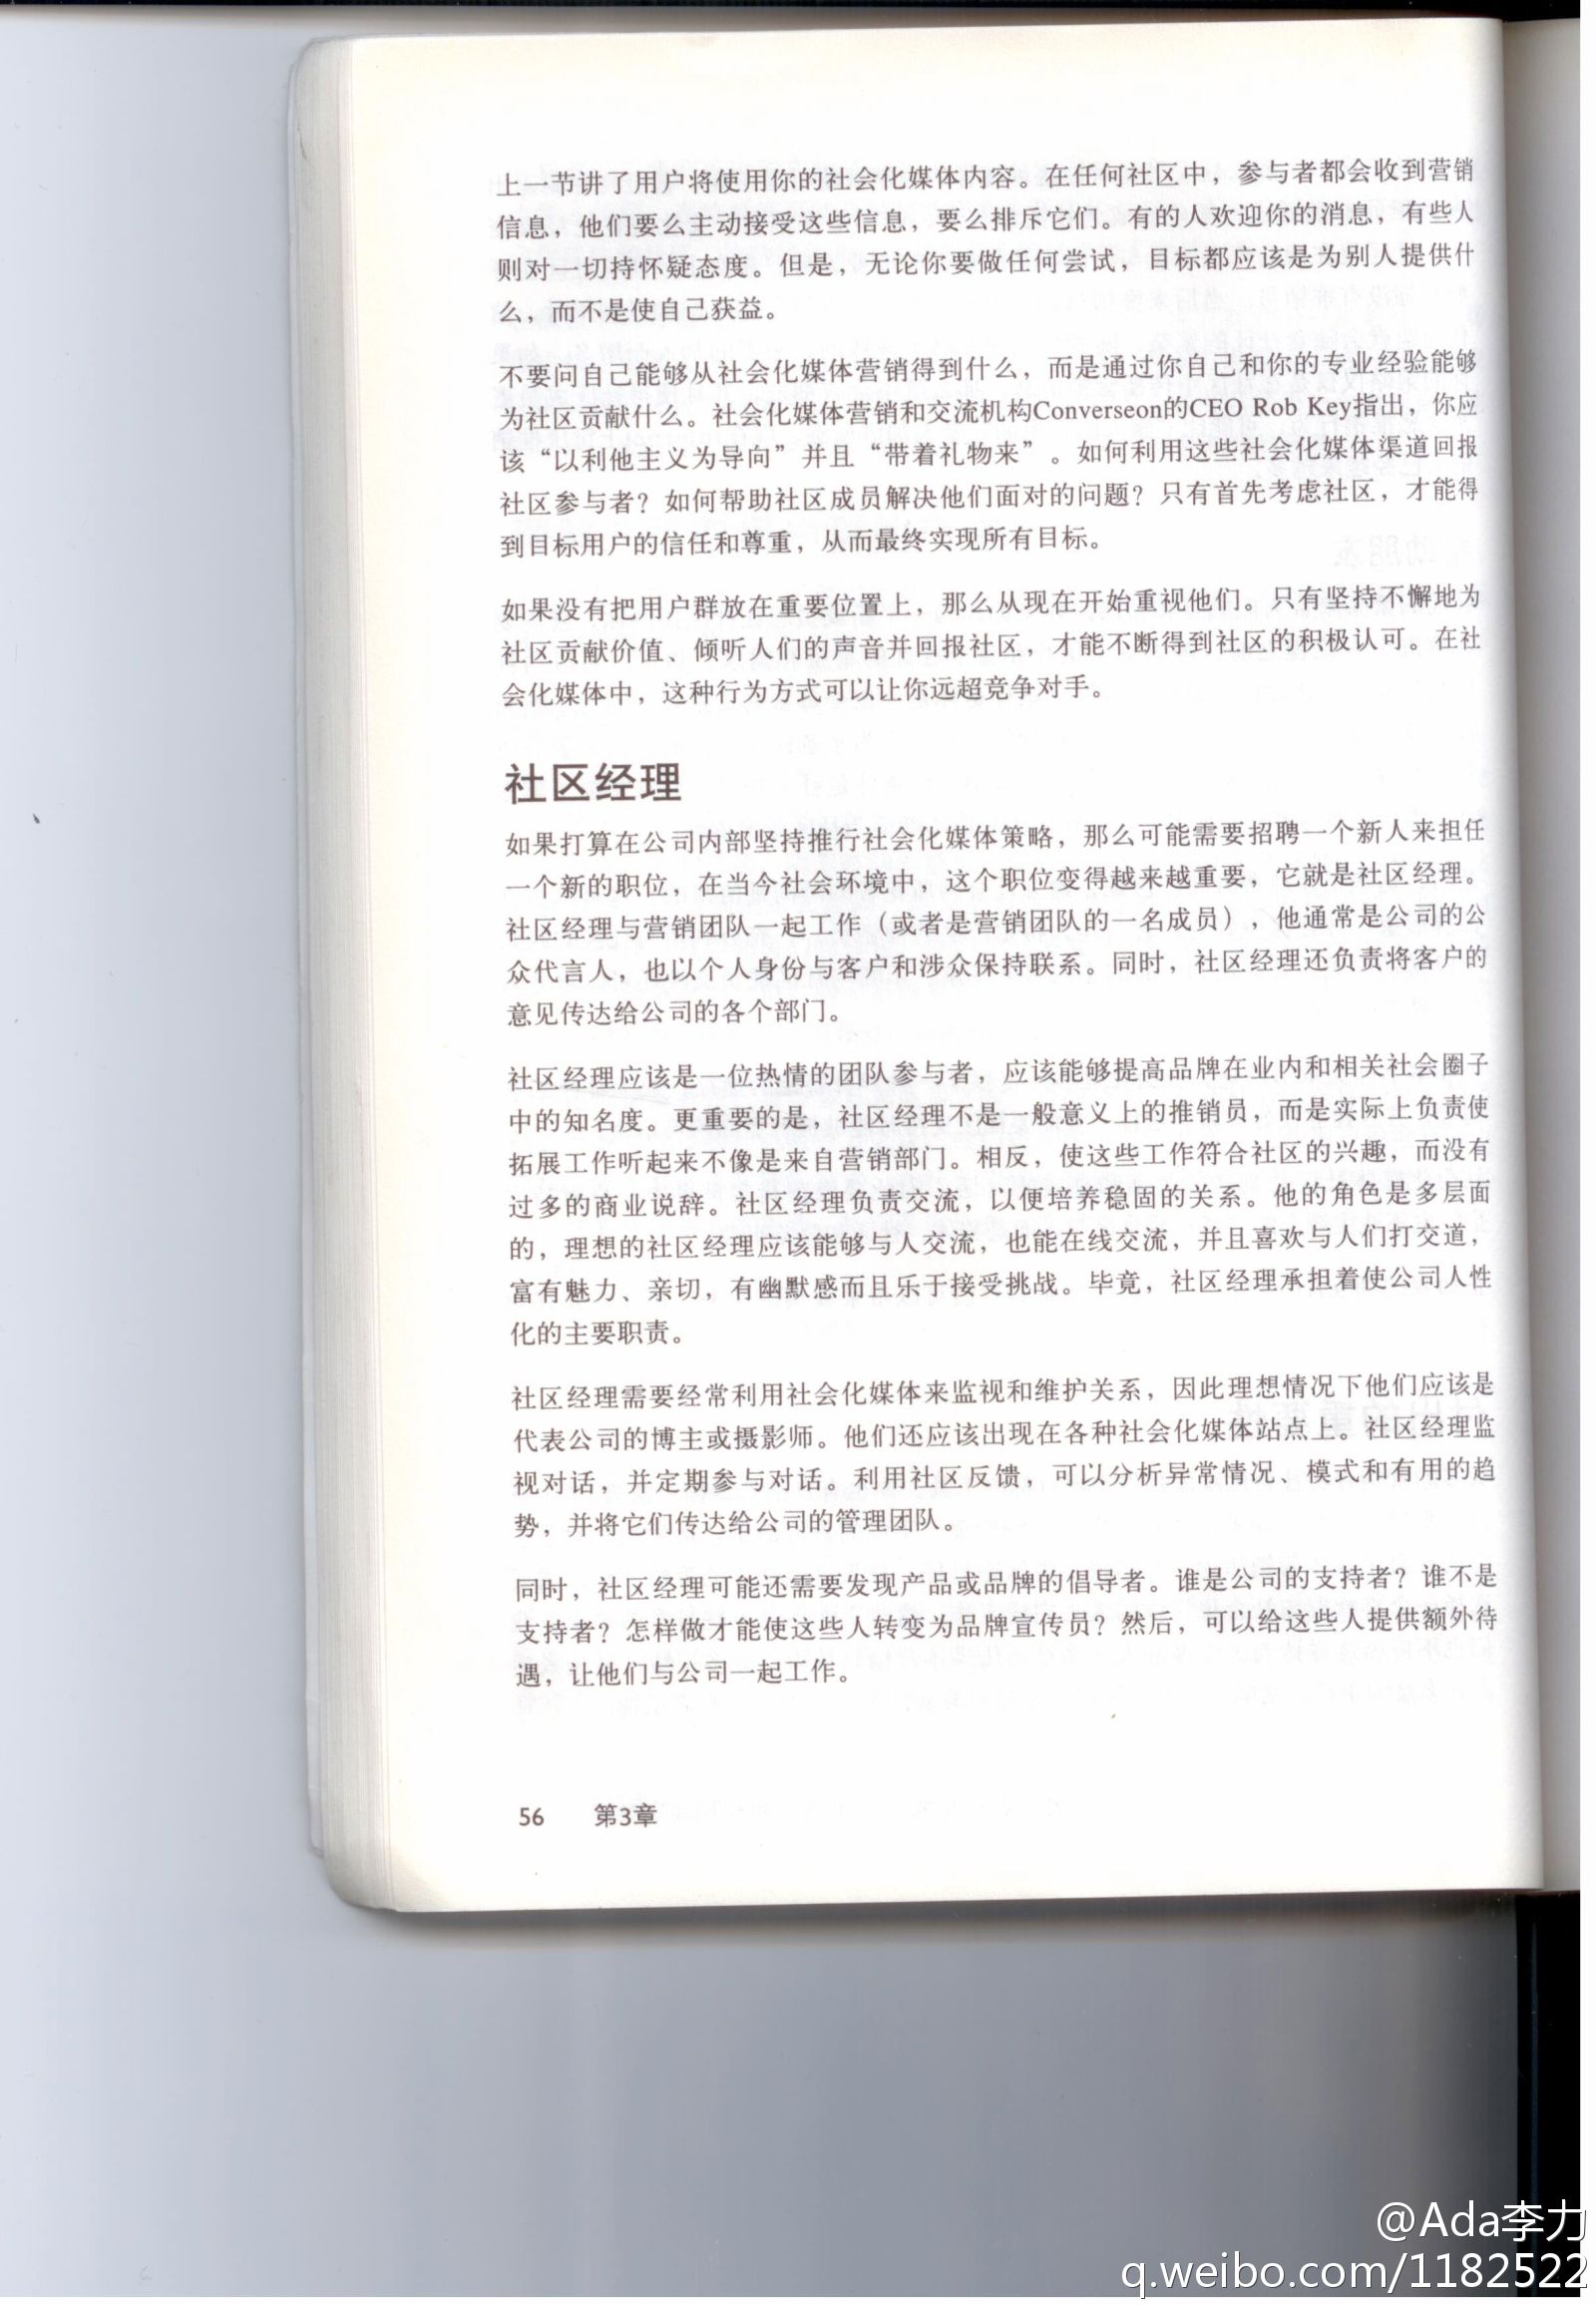 上一节讲了用户将使用你的社会化媒体内容。在任何社区中，参与者都会收到营销
信息，他们要么主动接受这些信息，要么排斥它们。有的人欢迎你的消息，有些人
则对一切持怀疑态度。但是，无论你要做任何尝试，目标都应该是为别人提供什
么，而不是使自己获益。
不要问自己能够从社会化媒体营销得到什么，而是通过你自己和你的专业经验能够
为社区贡献什么。社会化媒体营销和交流机构Converseon的CEO Rob Key指出，你应
该“以利他主义为导向”并且“带着礼物来”。如何利用这些社会化媒体渠道回报
社区参与者？如何帮助社区成员解决他们面对的问题？只有首先考虑社区，才能得
到目标用户的信任和尊重，从而最终实现所有目标。
如果没有把用户群放在重要位置上，那么从现在开始重视他们。只有坚持不懈地为
社区贡献价值、倾听人们的声音并回报社区，才能不断得到社区的积极认可。在社
会化媒体中，这种行为方式可以让你远超竞争对手。
社区经理
如果打算在公司内部坚持推行社会化媒体策略，那么可能需要招聘一个新人来担任
一个新的职位，在当今社会环境中，这个职位变得越来越重要，它就是社区经理。
社区经理与营销团队一起工作（或者是营销团队的一名成员），他通常是公司的公
众代言人，也以个人身份与客户和涉众保持联系。同时，社区经理还负责将客户的
意见传达给公司的各个部门。
社区经理应该是一位热情的团队参与者，应该能够提高品牌在业内和相关社会圈子
中的知名度。更重要的是，社区经理不是一般意义上的推销员，而是实际上负责使
拓展工作听起来不像是来自营销部门。相反，使这些工作符合社区的兴趣，而没有
过多的商业说辞。社区经理负责交流，以便培养稳固的关系。他的角色是多层面
的，理想的社区经理应该能够与人交流，也能在线交流，并且喜欢与人们打交道，
富有魅力、亲切，有幽默感而且乐于接受挑战。毕竟，社区经理承担着使公司人性
化的主要职责。
社区经理需要经常利用社会化媒体来监视和维护关系，因此理想情况下他们应该是
代表公司的博主或摄影师。他们还应该出现在各种社会化媒体站点上。社区经理监
视对话，并定期参与对话。利用社区反馈，可以分析异常情况、模式和有用的趋
势，并将它们传达给公司的管理团队。
同时，社区经理可能还需要发现产品或品牌的倡导者。谁是公司的支持者？谁不是
支持者？怎样做才能使这些人转变为品牌宣传员？然后，可以给这些人提供额外待
遇，让他们与公司一起工作。
56 第3章
@Ada李力
q.weibo.com/1182522